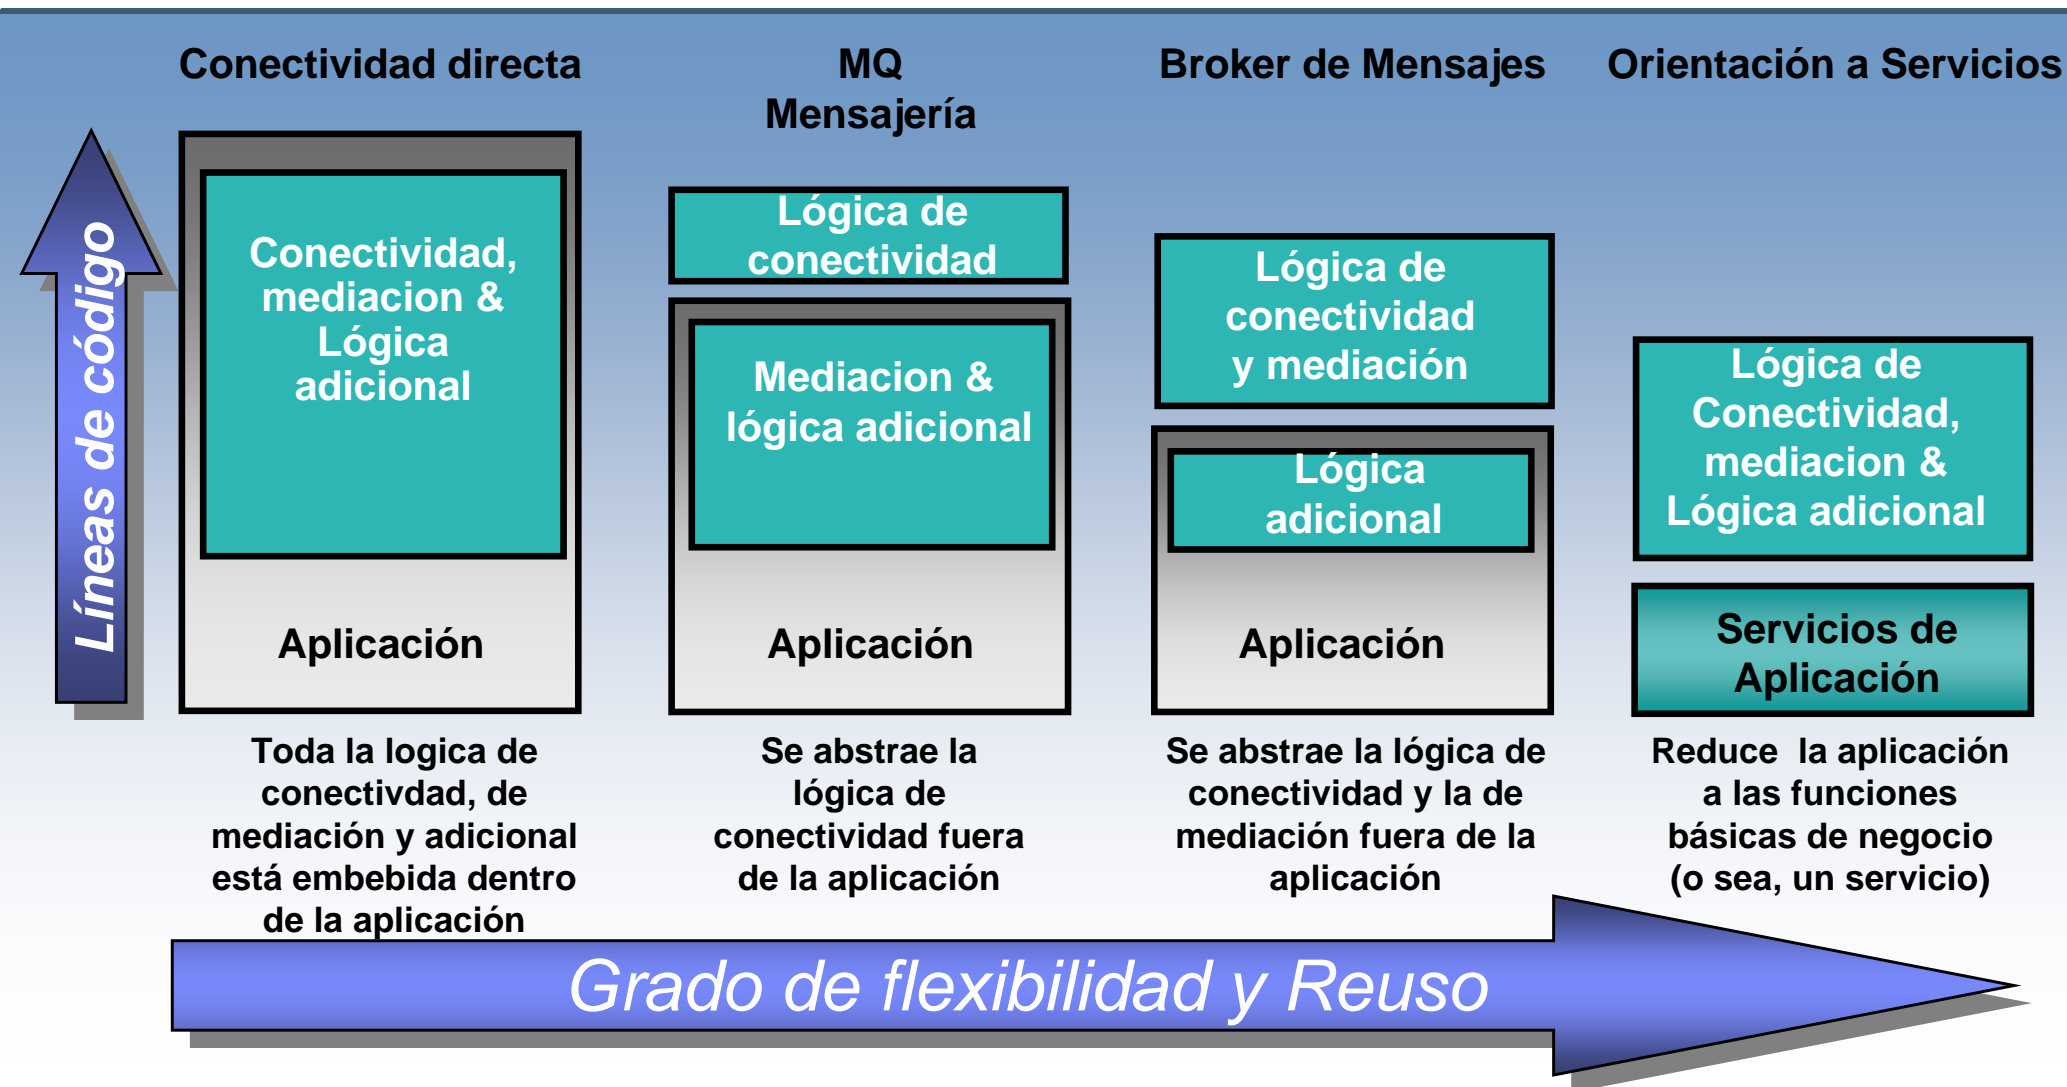 Conectividad directa
MQ
Mensajería
Broker de Mensajes
Orientación a Servicios
Líneas de código
Conectividad,
mediacion &
Lógica
adicional
Aplicación
Lógica de
conectividad
Mediacion &
lógica adicional
Aplicación
Lógica de
conectividad
y mediación
Lógica
adicional
Aplicación
Lógica de
Conectividad,
mediacion &
Lógica adicional
Servicios de
Aplicación
Toda la logica de
conectivdad, de
mediación y adicional
está embebida dentro
de la aplicación
Se abstrae la
lógica de
conectividad fuera
de la aplicación
Se abstrae la lógica de
conectividad y la de
mediación fuera de la
aplicación
Reduce  la aplicación
a las funciones
básicas de negocio
(o sea, un servicio)
Grado de flexibilidad y Reuso